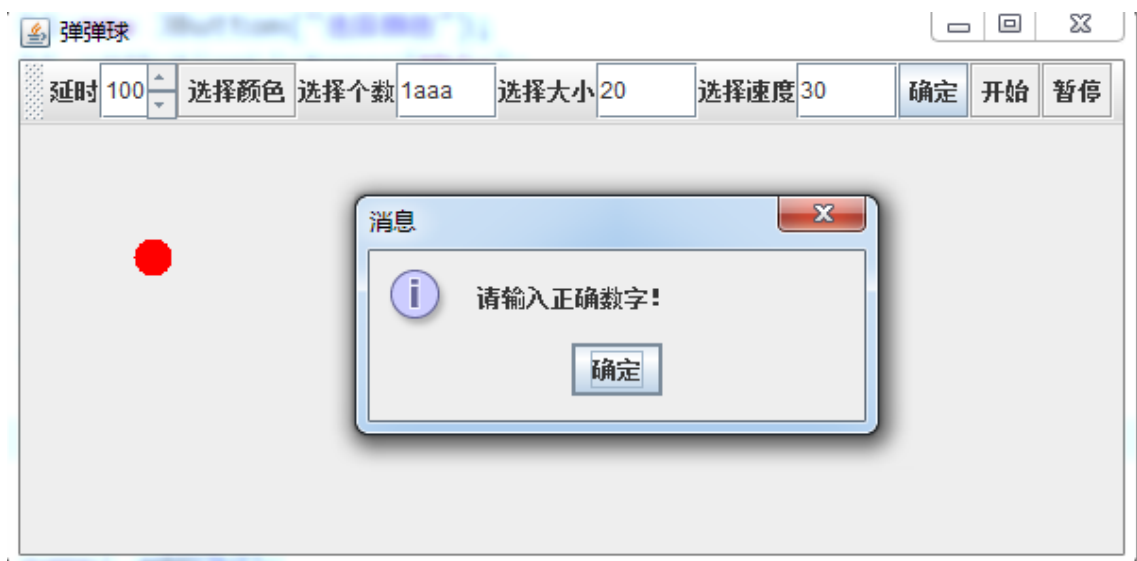 弹弹球
延时 100 选择颜色 选择个数 1aaa 选择大小 20 选择速度 30 确定 开始 暂停
消息
请输入正确数字!
确定